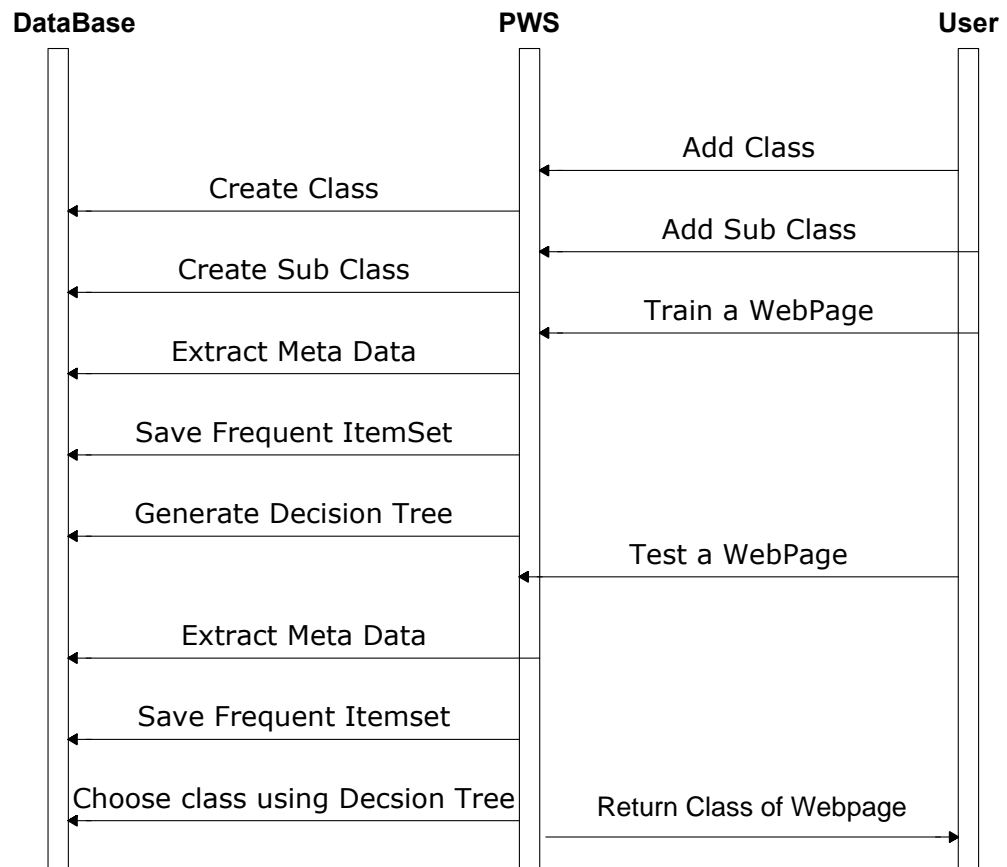 DataBase PWS User
Add Class
Create Class
Add Sub Class
Create Sub Class
Train a WebPage
Extract Meta Data
Save Frequent ItemSet
Generate Decision Tree
Test a WebPage
Extract Meta Data
Save Frequent Itemset
Choose class using Decsion Tree
Return Class of Webpage